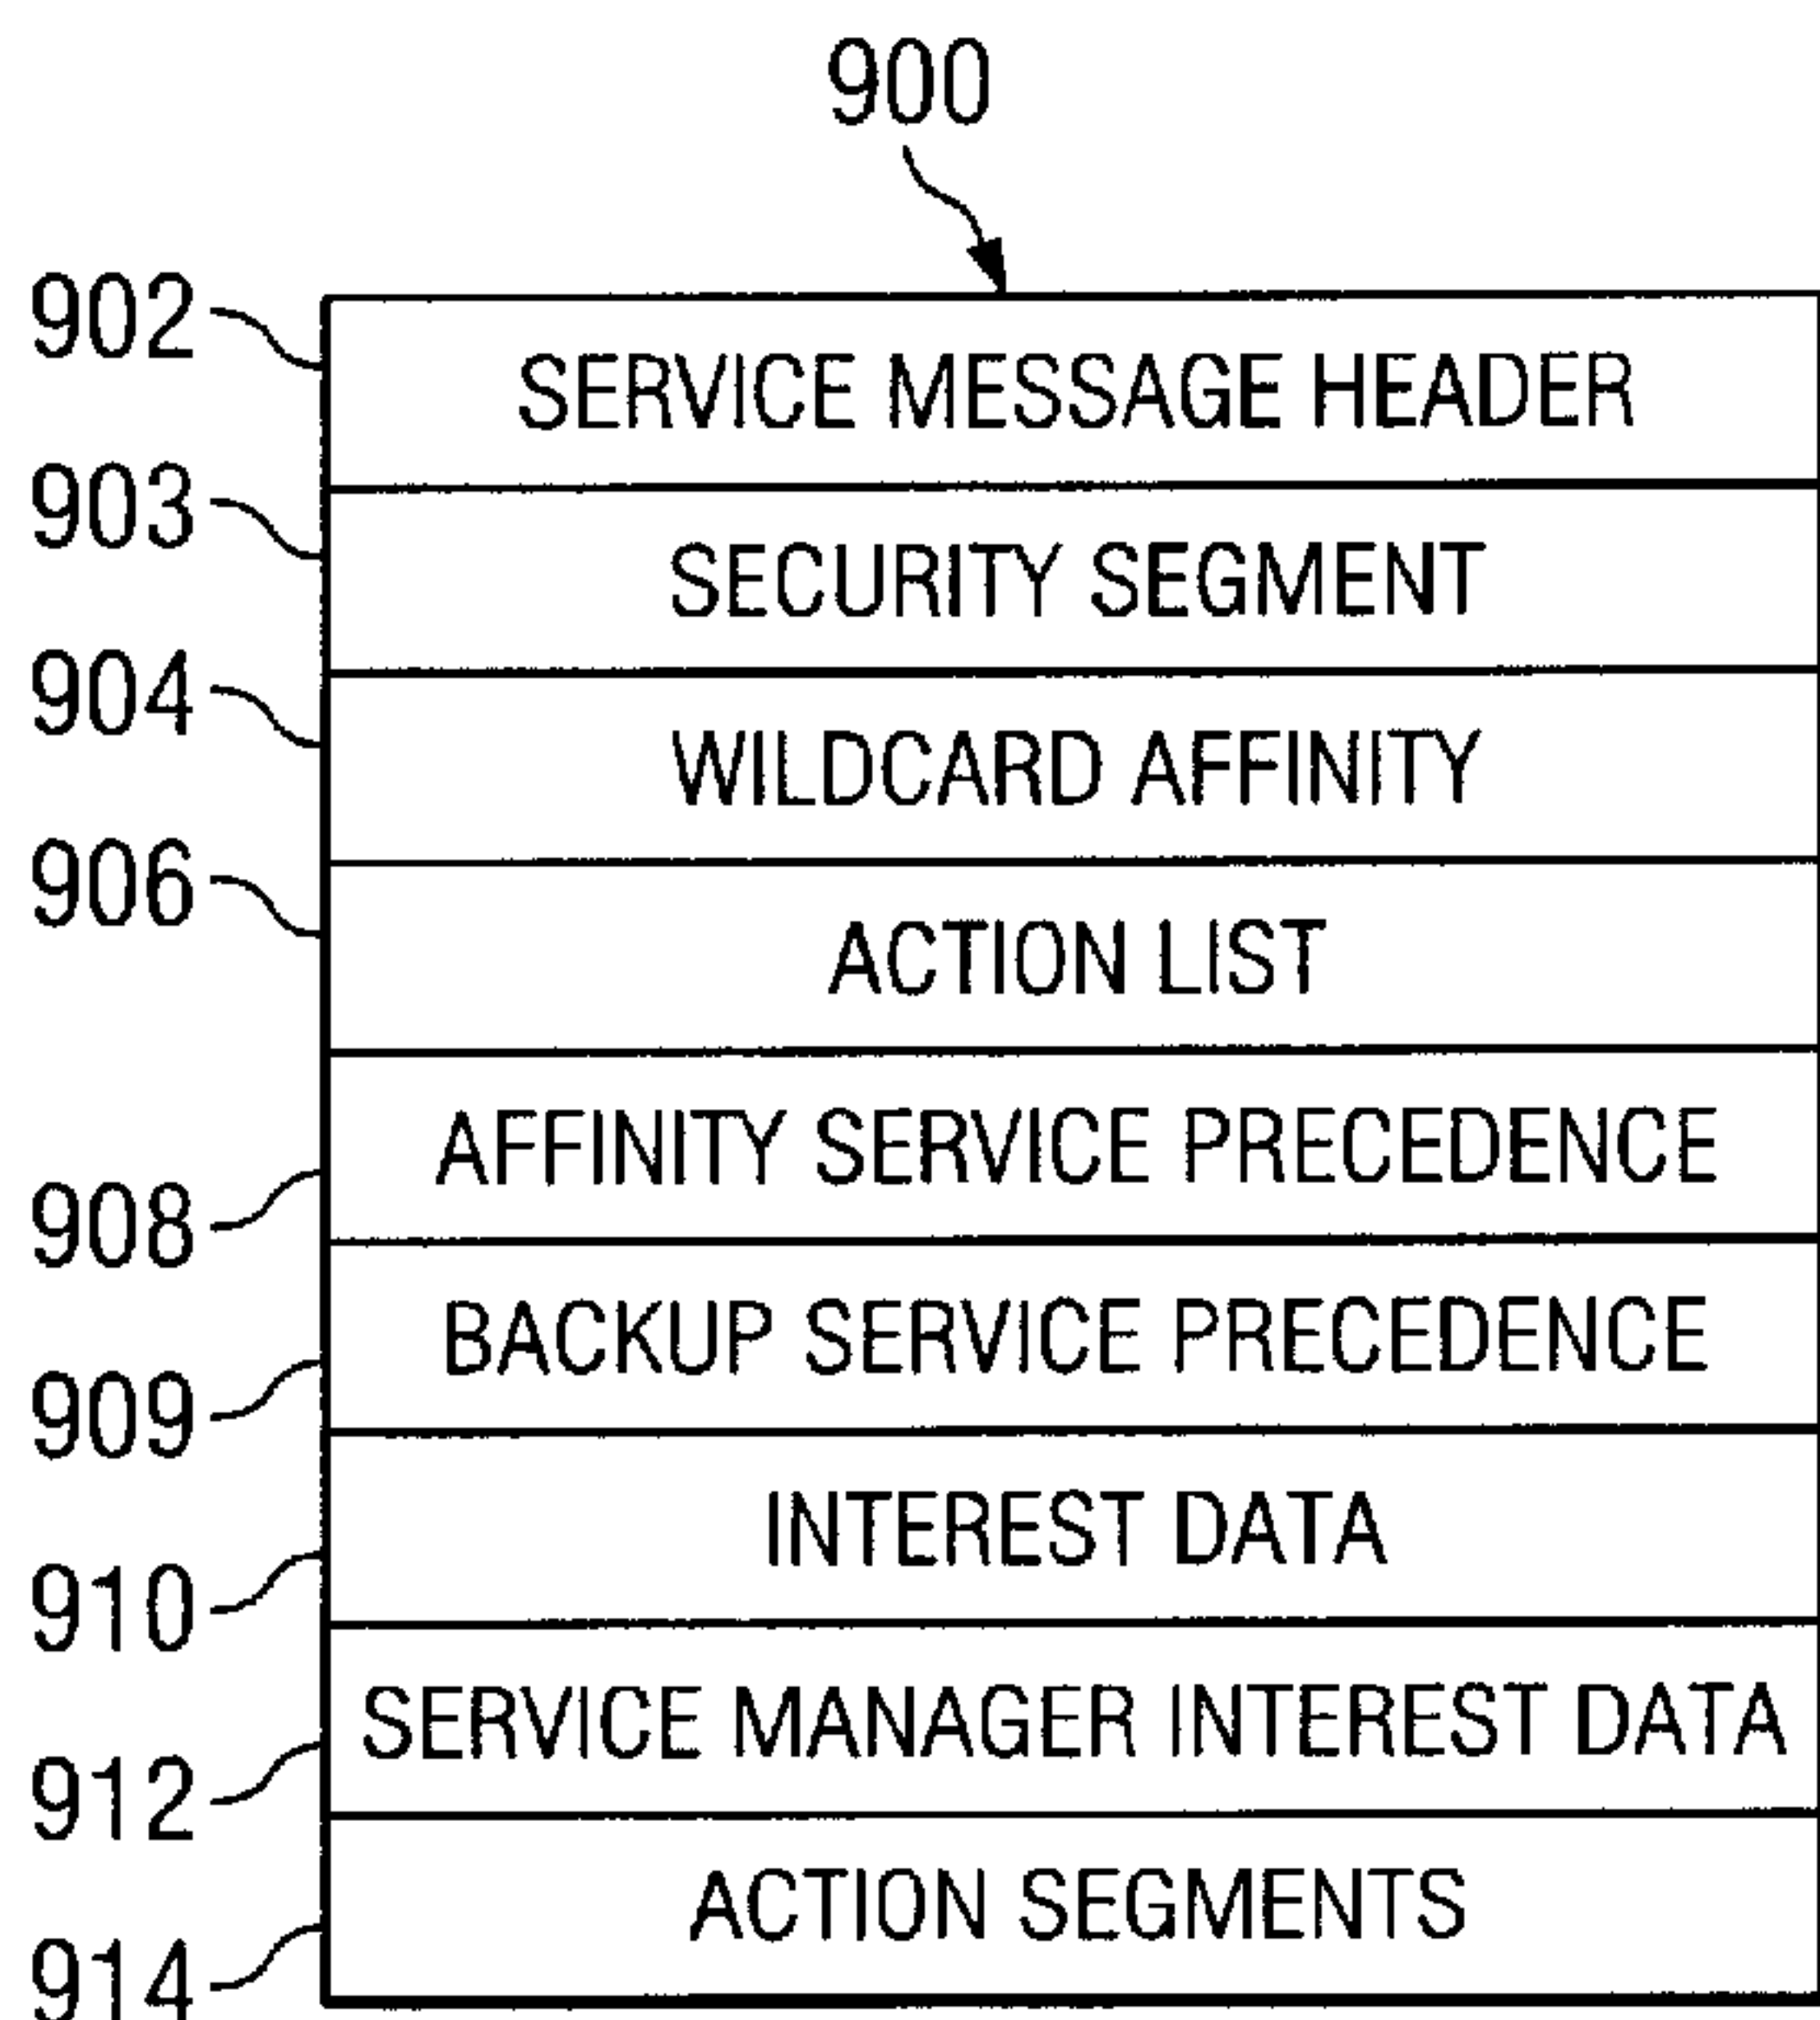 900
902 SERVICE MESSAGE HEADER
903 SECURITY SEGMENT
904 WILDCARD AFFINITY
906 ACTION LIST
908 AFFINITY SERVICE PRECEDENCE
909 BACKUP SERVICE PRECEDENCE
910 INTEREST DATA
912 SERVICE MANAGER INTEREST DATA
914 ACTION SEGMENTS